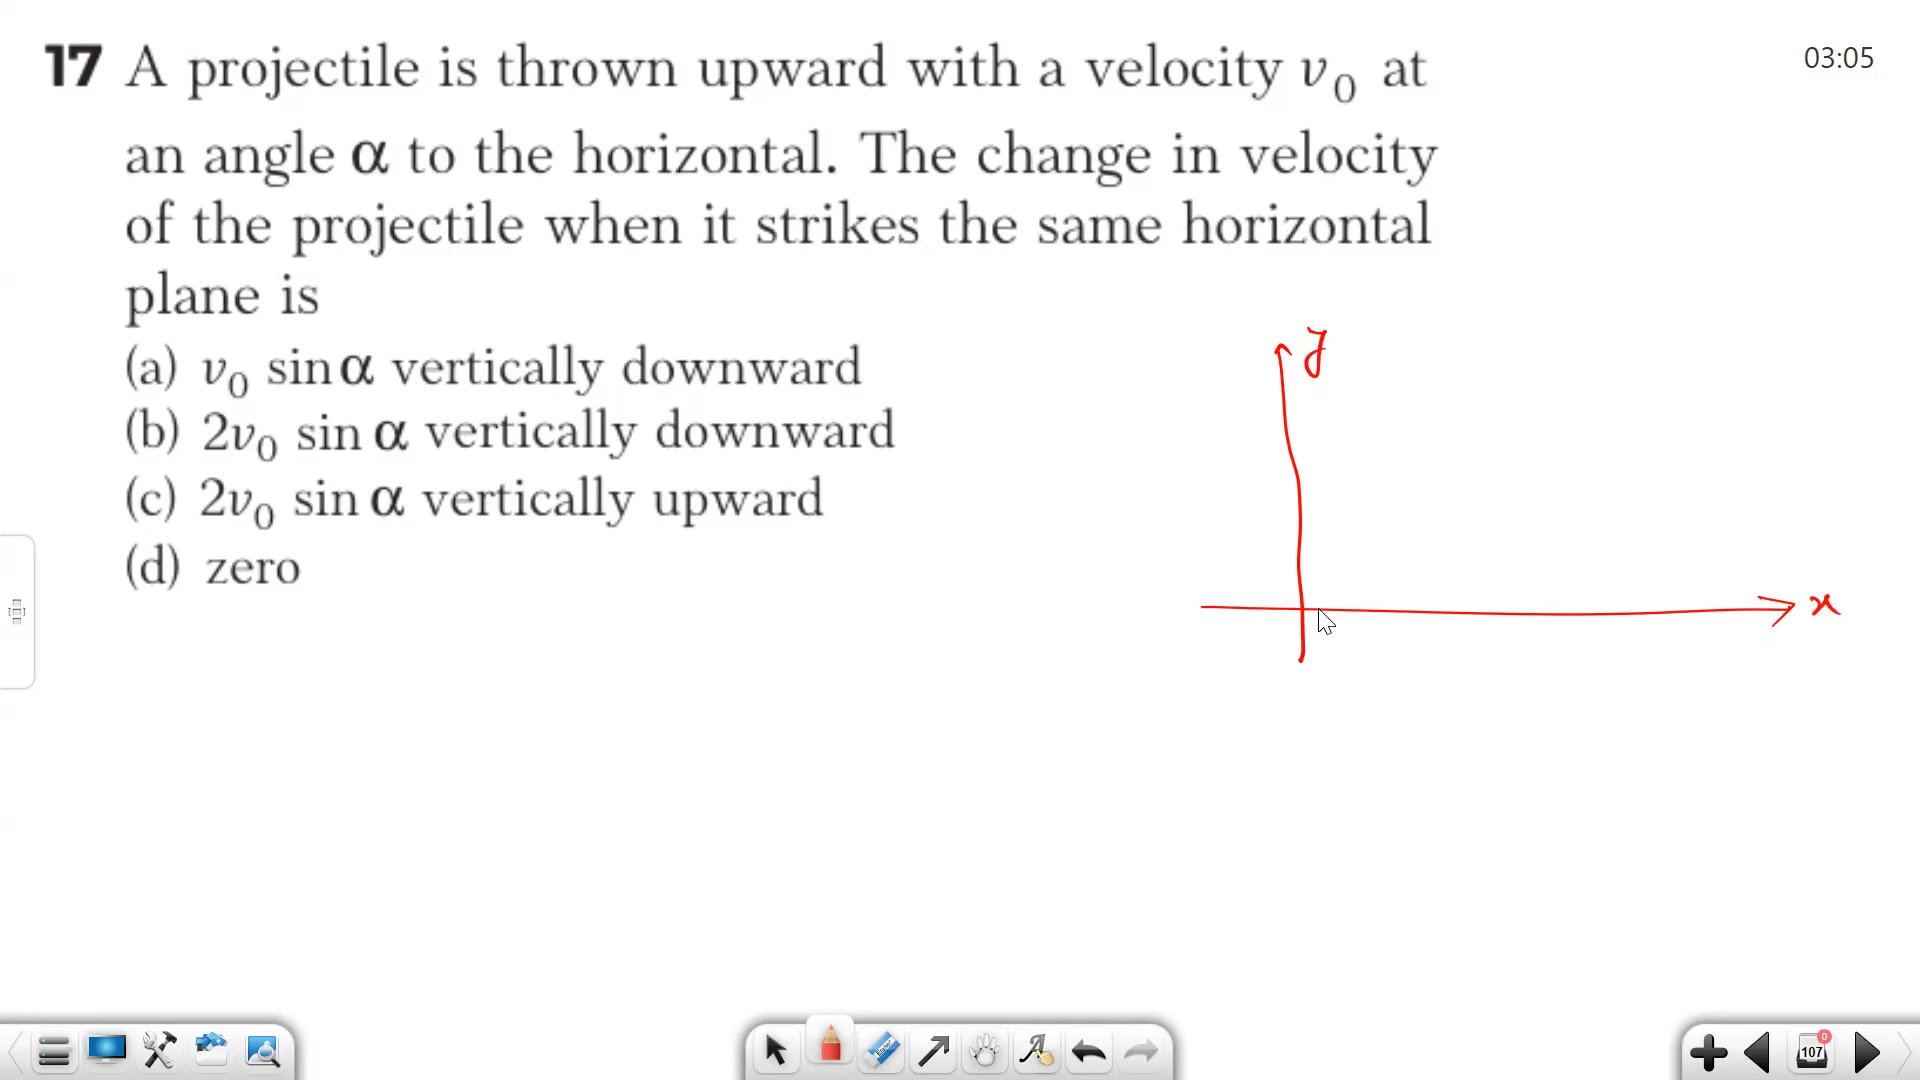 17 A projectile is thrown upward with a velocity v₀ at
03:05
an angle α to the horizontal. The change in velocity
of the projectile when it strikes the same horizontal
plane is
(a) v₀ sin α vertically downward
(b) 2v₀ sin α vertically downward
(c) 2v₀ sin α vertically upward
(d) zero
y
x
Eraser
A
107
0